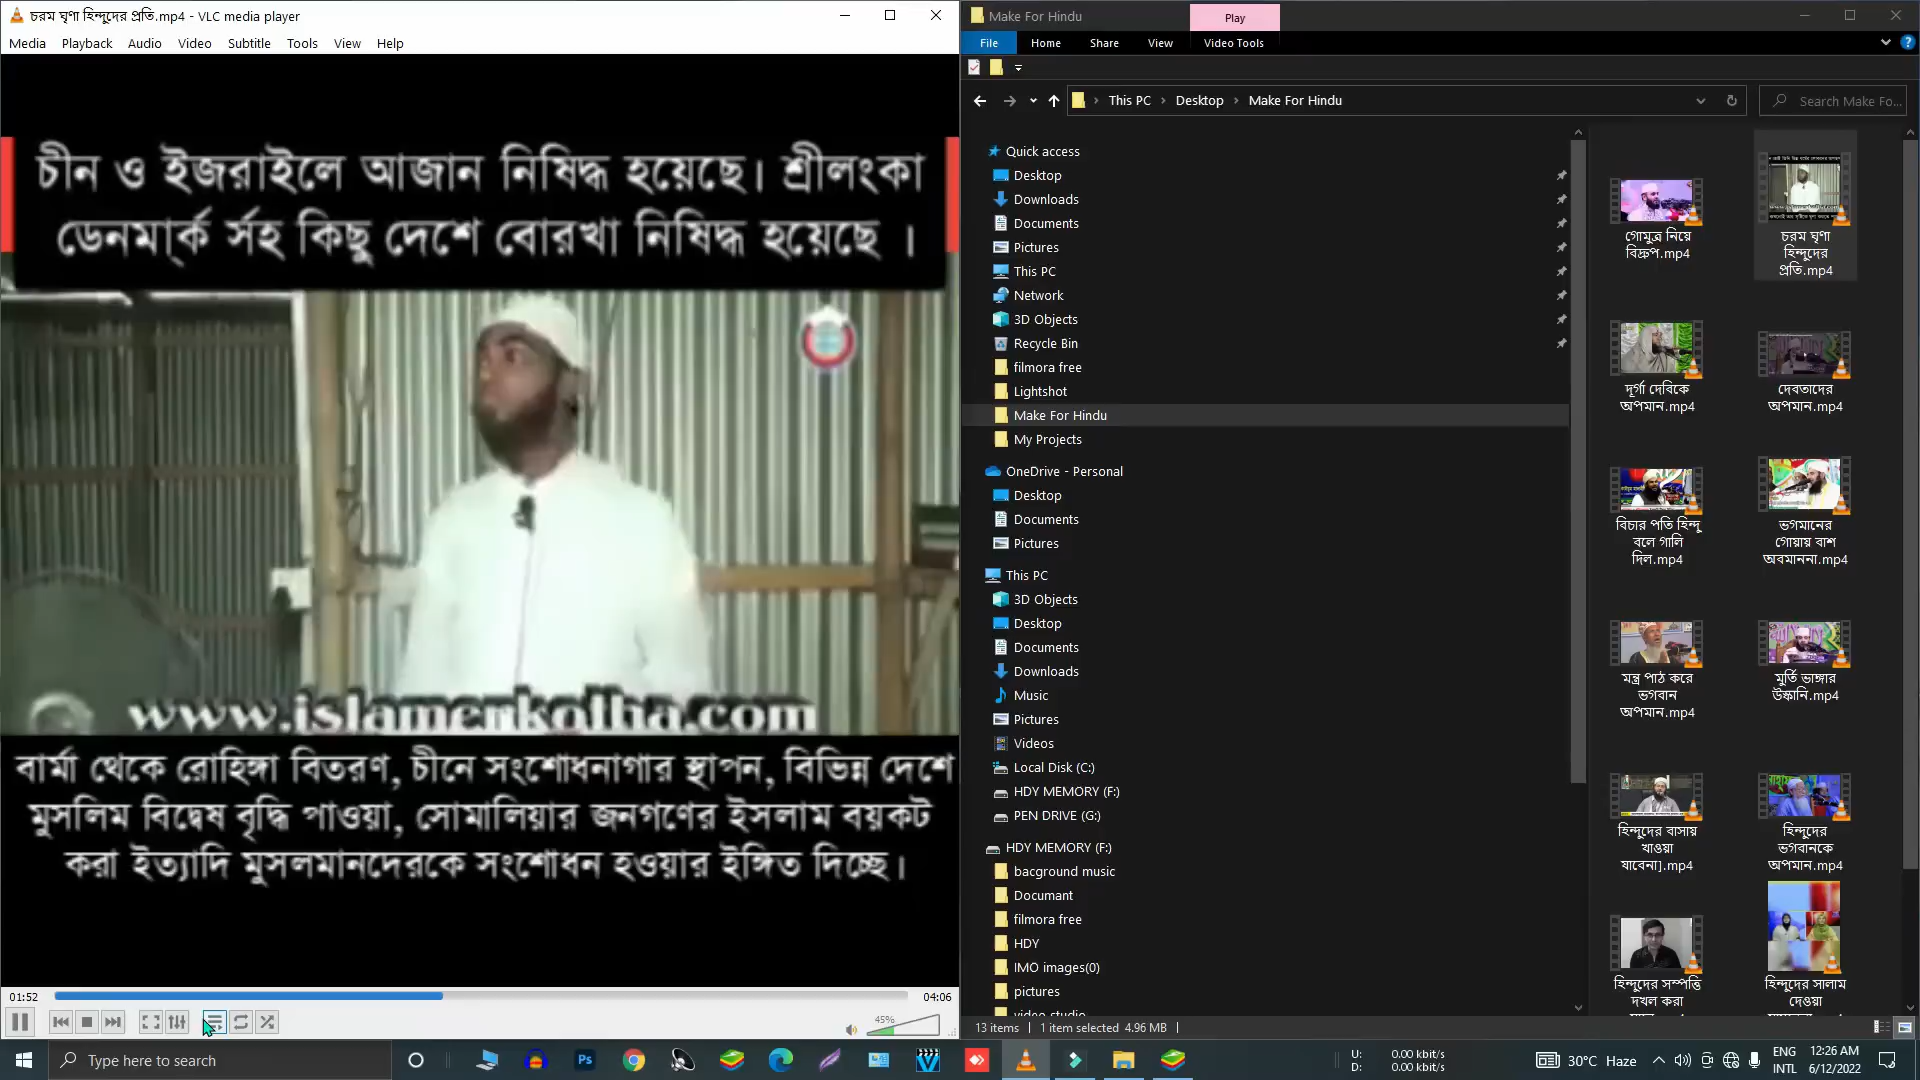 চরম ঘৃণা হিন্দুদের প্রতি.mp4 - VLC media player
Media Playback Audio Video Subtitle Tools View Help
চীন ও ইজরাইলে আজান নিষিদ্ধ হয়েছে। শ্রীলংকা
ডেনমার্ক র্সহ কিছু দেশে বোরখা নিষিদ্ধ হয়েছে ।
www.islamerkotha.com
বার্মা থেকে রোহিঙ্গা বিতরণ, চীনে সংশোধনাগার স্থাপন, বিভিন্ন দেশে
মুসলিম বিদ্বেষ বৃদ্ধি পাওয়া, সোমালিয়ার জনগণের ইসলাম বয়কট
করা ইত্যাদি মুসলমানদেরকে সংশোধন হওয়ার ইঙ্গিত দিচ্ছে।
01:52
04:06
45%
Make For Hindu
Play
File Home Share View Video Tools
This PC Desktop Make For Hindu
Search Make Fo...
Quick access
Desktop
Downloads
Documents
Pictures
This PC
Network
3D Objects
Recycle Bin
filmora free
Lightshot
Make For Hindu
My Projects
OneDrive - Personal
Desktop
Documents
Pictures
This PC
3D Objects
Desktop
Documents
Downloads
Music
Pictures
Videos
Local Disk (C:)
HDY MEMORY (F:)
PEN DRIVE (G:)
HDY MEMORY (F:)
bacground music
Documant
filmora free
HDY
IMO images(0)
pictures
video studio
গোমুত্র নিয়ে
বিদ্রুপ.mp4
চরম ঘৃণা
হিন্দুদের
প্রতি.mp4
দূর্গা দেবিকে
অপমান.mp4
দেবতাদের
অপমান.mp4
বিচার পতি হিন্দু
বলে গালি
দিল.mp4
ভগমানের
গোয়ায় বাশ
অবমাননা.mp4
মন্ত্র পাঠ করে
ভগবান
অপমান.mp4
মুর্তি ভাঙ্গার
উস্কানি.mp4
হিন্দুদের বাসায়
খাওয়া
যাবেনা].mp4
হিন্দুদের
ভগবানকে
অপমান.mp4
হিন্দুদের সম্পত্তি
দখল করা
হিন্দুদের সালাম
দেওয়া
13 items 1 item selected 4.96 MB
Type here to search
U: 0.00 kbit/s
D: 0.00 kbit/s
30°C Haze
ENG
INTL
12:26 AM
6/12/2022